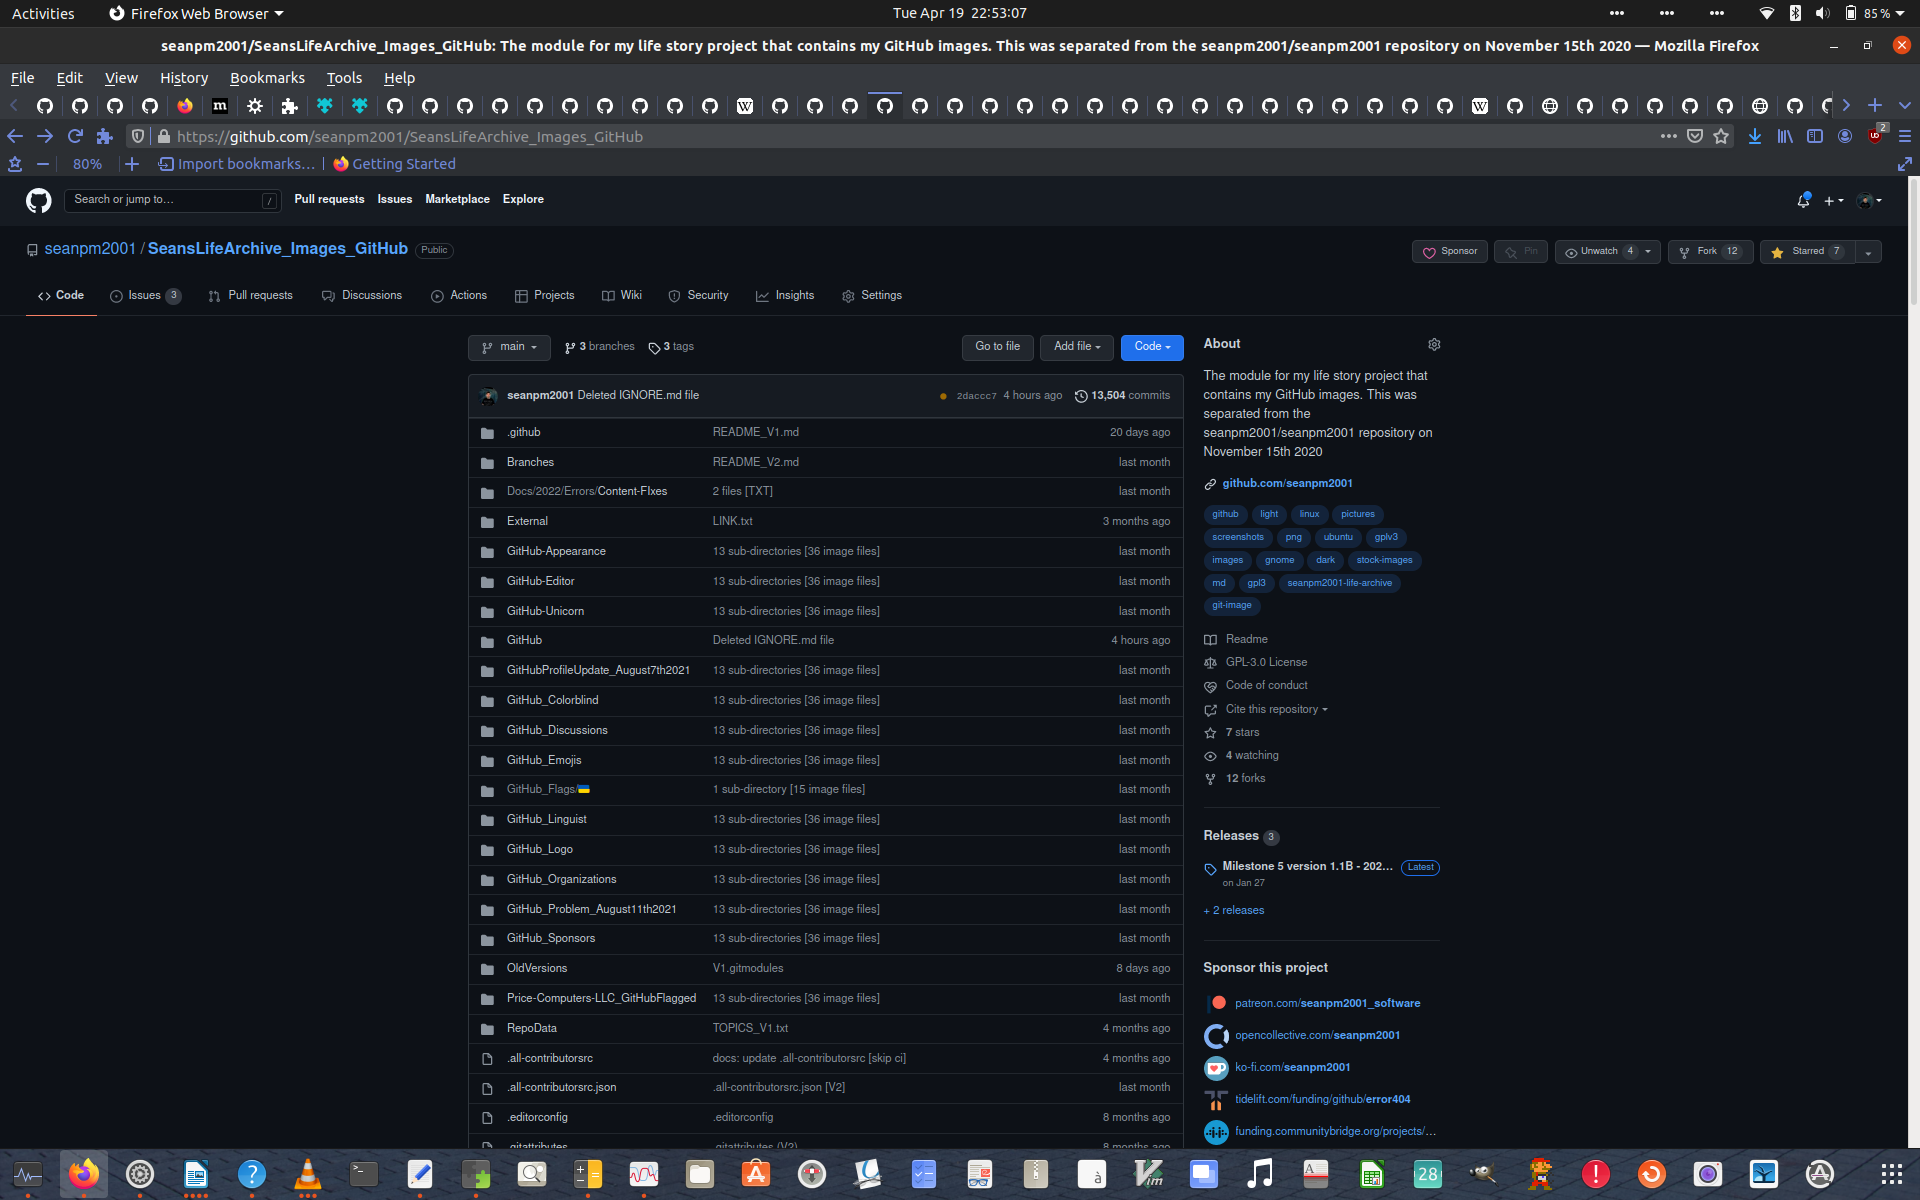 Activities Firefox Web Browser Tue Apr 19 22:53:07 85 %
seanpm2001/SeansLifeArchive_Images_GitHub: The module for my life story project that contains my GitHub images. This was separated from the seanpm2001/seanpm2001 repository on November 15th 2020 — Mozilla Firefox
File Edit View History Bookmarks Tools Help
https://github.com/seanpm2001/SeansLifeArchive_Images_GitHub 2
80% Import bookmarks... Getting Started
Search or jump to... / Pull requests Issues Marketplace Explore
seanpm2001 / SeansLifeArchive_Images_GitHub Public Sponsor Pin Unwatch 4 Fork 12 Starred 7
Code Issues 3 Pull requests Discussions Actions Projects Wiki Security Insights Settings
main 3 branches 3 tags Go to file Add file Code
seanpm2001 Deleted IGNORE.md file 2daccc7 4 hours ago 13,504 commits
.github README_V1.md 20 days ago
Branches README_V2.md last month
Docs/2022/Errors/Content-FIxes 2 files [TXT] last month
External LINK.txt 3 months ago
GitHub-Appearance 13 sub-directories [36 image files] last month
GitHub-Editor 13 sub-directories [36 image files] last month
GitHub-Unicorn 13 sub-directories [36 image files] last month
GitHub Deleted IGNORE.md file 4 hours ago
GitHubProfileUpdate_August7th2021 13 sub-directories [36 image files] last month
GitHub_Colorblind 13 sub-directories [36 image files] last month
GitHub_Discussions 13 sub-directories [36 image files] last month
GitHub_Emojis 13 sub-directories [36 image files] last month
GitHub_Flags/🇺🇦 1 sub-directory [15 image files] last month
GitHub_Linguist 13 sub-directories [36 image files] last month
GitHub_Logo 13 sub-directories [36 image files] last month
GitHub_Organizations 13 sub-directories [36 image files] last month
GitHub_Problem_August11th2021 13 sub-directories [36 image files] last month
GitHub_Sponsors 13 sub-directories [36 image files] last month
OldVersions V1.gitmodules 8 days ago
Price-Computers-LLC_GitHubFlagged 13 sub-directories [36 image files] last month
RepoData TOPICS_V1.txt 4 months ago
.all-contributorsrc docs: update .all-contributorsrc [skip ci] 4 months ago
.all-contributorsrc.json .all-contributorsrc.json [V2] last month
.editorconfig .editorconfig 8 months ago
.gitattributes .gitattributes (V2) 8 months ago
About
The module for my life story project that
contains my GitHub images. This was
separated from the
seanpm2001/seanpm2001 repository on
November 15th 2020
github.com/seanpm2001
github light linux pictures
screenshots png ubuntu gplv3
images gnome dark stock-images
md gpl3 seanpm2001-life-archive
git-image
Readme
GPL-3.0 License
Code of conduct
Cite this repository
7 stars
4 watching
12 forks
Releases 3
Milestone 5 version 1.1B - 202... Latest
on Jan 27
+ 2 releases
Sponsor this project
patreon.com/seanpm2001_software
opencollective.com/seanpm2001
ko-fi.com/seanpm2001
tidelift.com/funding/github/error404
funding.communitybridge.org/projects/...
28